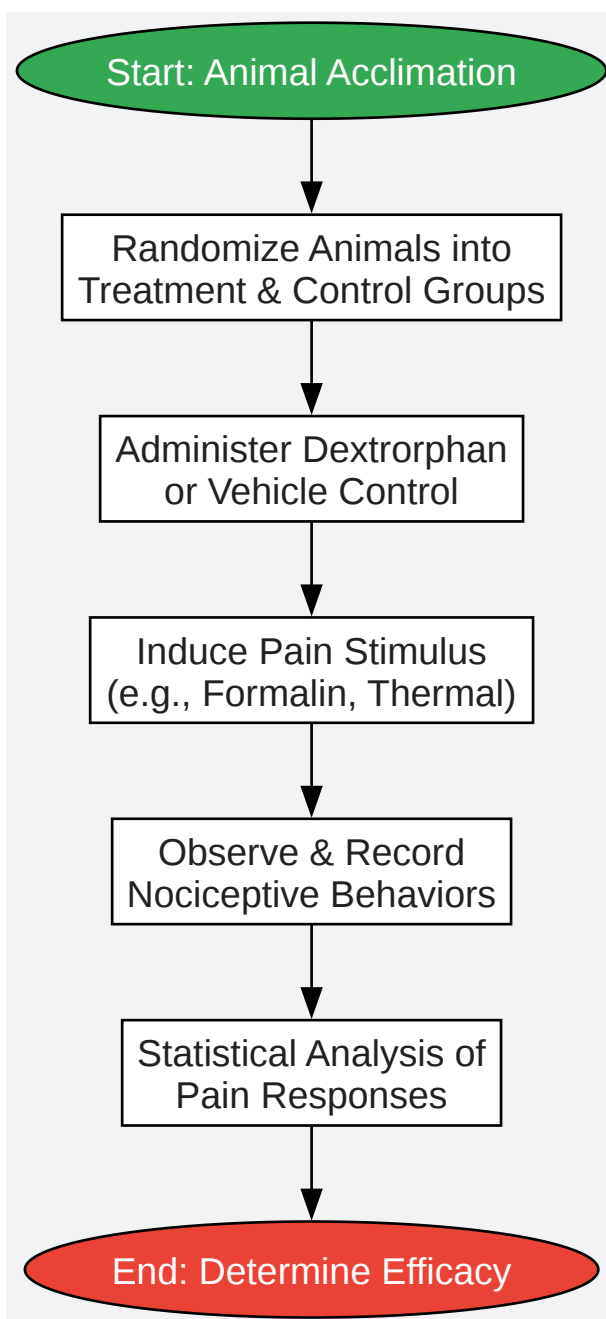 Start: Animal Acclimation
Randomize Animals into
Treatment & Control Groups
Administer Dextrorphan
or Vehicle Control
Induce Pain Stimulus
(e.g., Formalin, Thermal)
Observe & Record
Nociceptive Behaviors
Statistical Analysis of
Pain Responses
End: Determine Efficacy